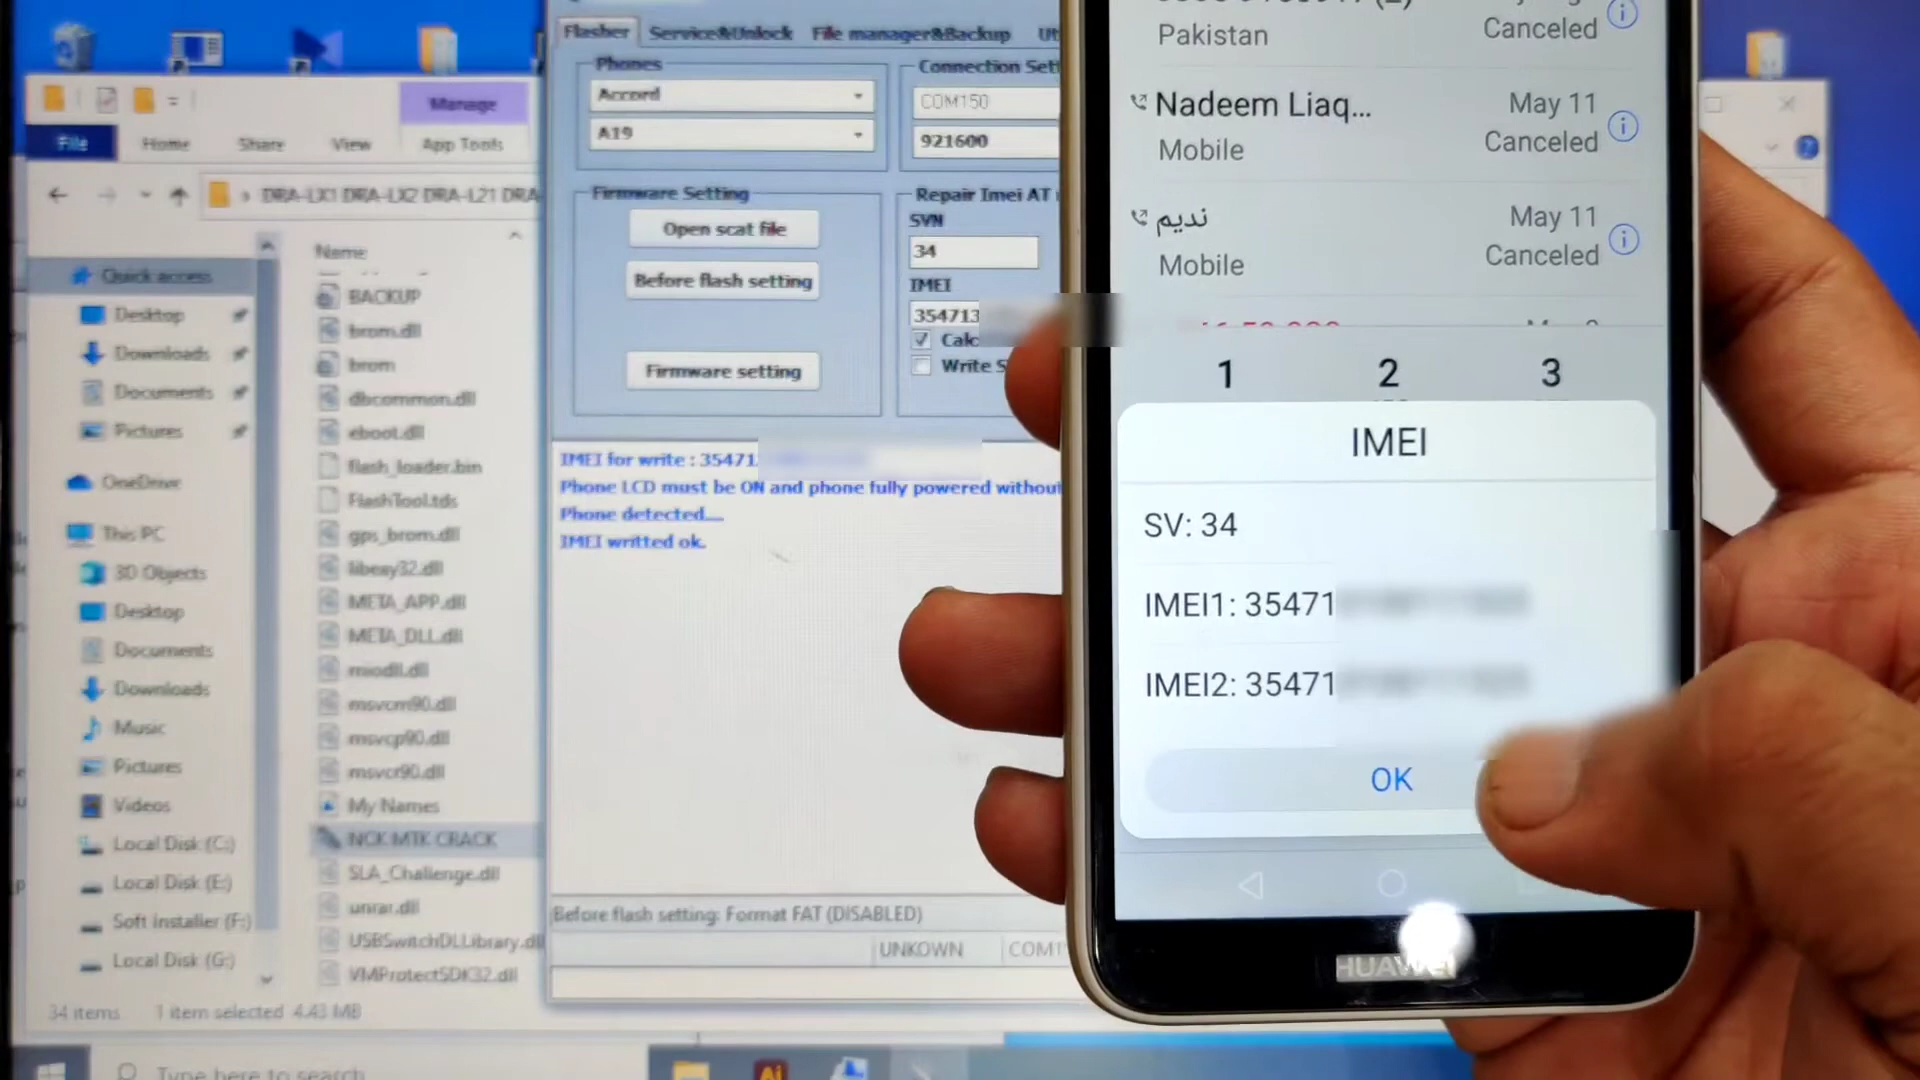 Manage
File
Home
Share
View
App Tools
DRA-LX1 DRA-LX2 DRA-L21 DRA-
Quick access
Desktop
Downloads
Documents
Pictures
OneDrive
This PC
3D Objects
Desktop
Documents
Downloads
Music
Pictures
Videos
Local Disk (C:)
Local Disk (E:)
Soft Installer (F:)
Local Disk (G:)
Name
BACKUP
brom.dll
brom
dbcommon.dll
eboot.dll
flash_loader.bin
FlashTool.tds
gps_brom.dll
libeay32.dll
META_APP.dll
META_DLL.dll
miodll.dll
msvcm90.dll
msvcp90.dll
msvcr90.dll
My Names
NCK MTK CRACK
SLA_Challenge.dll
unrar.dll
USBSwitchDLLibrary.dll
VMProtectSDK32.dll
34 items
1 item selected 4.43 MB
Type here to search
Ai
Flasher
Service&Unlock
File manager&Backup
Ut
Phones
Accord
A19
Connection Sett
COM150
921600
Firmware Setting
Open scat file
Before flash setting
Firmware setting
Repair Imei AT
SVN
34
IMEI
354713
Calc
Write S
IMEI for write : 35471
Phone LCD must be ON and phone fully powered without
Phone detected....
IMEI writted ok.
Before flash setting: Format FAT (DISABLED)
UNKOWN
COM1
Pakistan
Canceled
Nadeem Liaq...
May 11
Mobile
Canceled
ندیم
May 11
Mobile
Canceled
1 2 3
IMEI
SV: 34
IMEI1: 35471
IMEI2: 35471
OK
HUAWEI